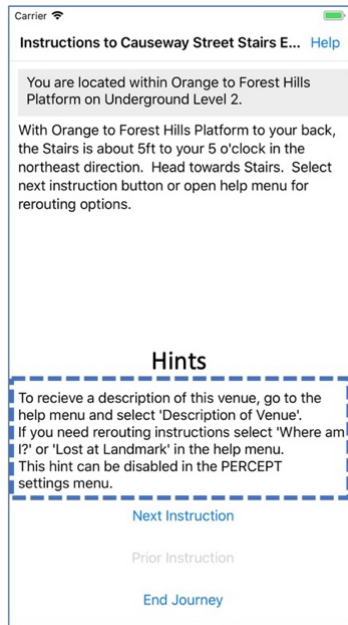 Carrier
Instructions to Causeway Street Stairs E... Help
You are located within Orange to Forest Hills
Platform on Underground Level 2.
With Orange to Forest Hills Platform to your back,
the Stairs is about 5ft to your 5 o'clock in the
northeast direction. Head towards Stairs. Select
next instruction button or open help menu for
rerouting options.
Hints
To recieve a description of this venue, go to the
help menu and select 'Description of Venue'.
If you need rerouting instructions select 'Where am
I?' or 'Lost at Landmark' in the help menu.
This hint can be disabled in the PERCEPT
settings menu.
Next Instruction
Prior Instruction
End Journey